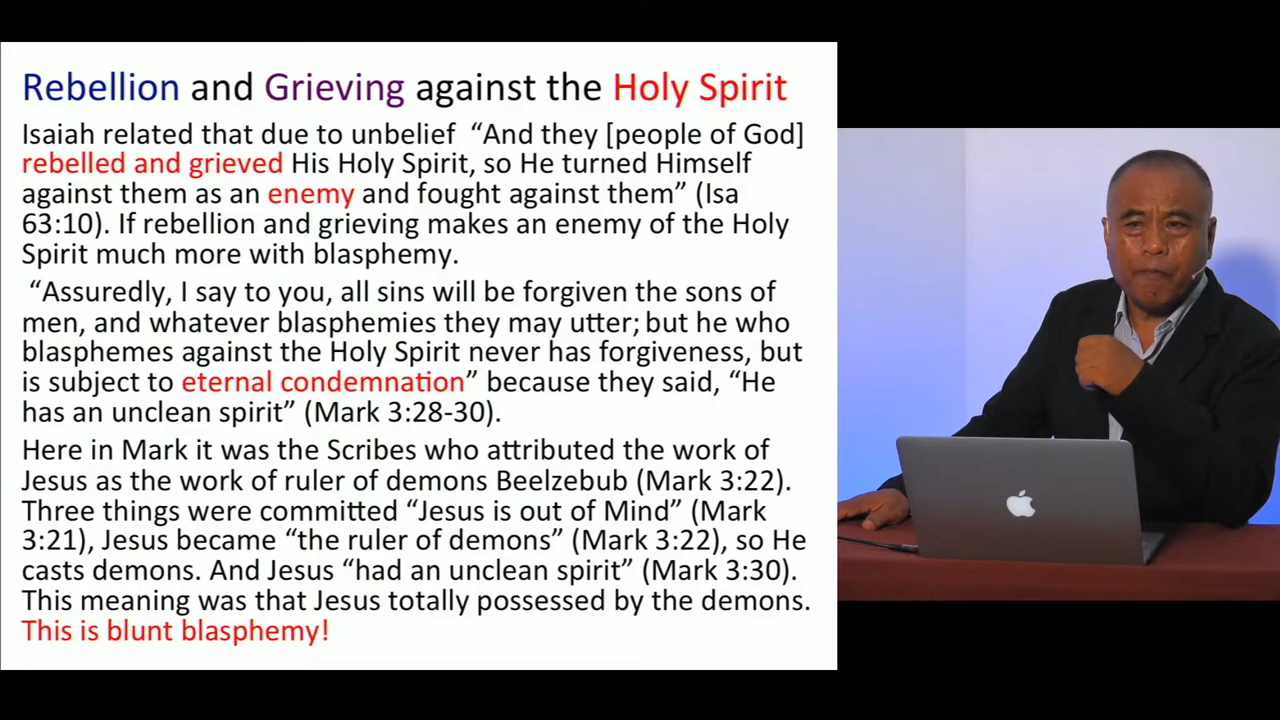 Rebellion and Grieving against the Holy Spirit
Isaiah related that due to unbelief “And they [people of God]
rebelled and grieved His Holy Spirit, so He turned Himself
against them as an enemy and fought against them” (Isa
63:10). If rebellion and grieving makes an enemy of the Holy
Spirit much more with blasphemy.
“Assuredly, I say to you, all sins will be forgiven the sons of
men, and whatever blasphemies they may utter; but he who
blasphemes against the Holy Spirit never has forgiveness, but
is subject to eternal condemnation” because they said, “He
has an unclean spirit” (Mark 3:28-30).
Here in Mark it was the Scribes who attributed the work of
Jesus as the work of ruler of demons Beelzebub (Mark 3:22).
Three things were committed “Jesus is out of Mind” (Mark
3:21), Jesus became “the ruler of demons” (Mark 3:22), so He
casts demons. And Jesus “had an unclean spirit” (Mark 3:30).
This meaning was that Jesus totally possessed by the demons.
This is blunt blasphemy!